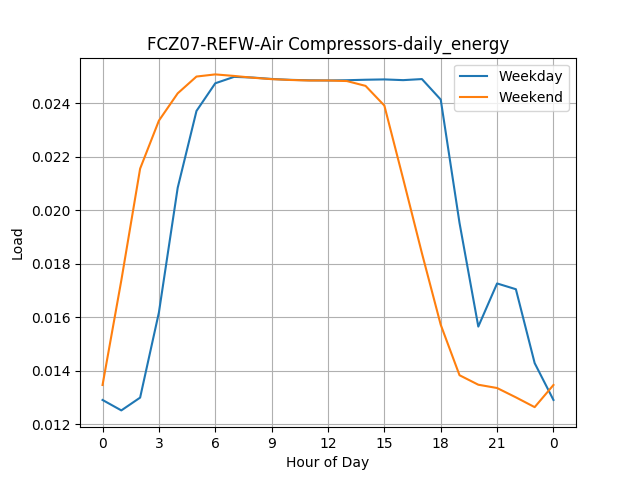 FCZ07-REFW-Air Compressors-daily_energy
Weekday
Weekend
0.024
0.022
0.020
0.018
0.016
0.014
0.012
Load
0 3 6 9 12 15 18 21 0
Hour of Day